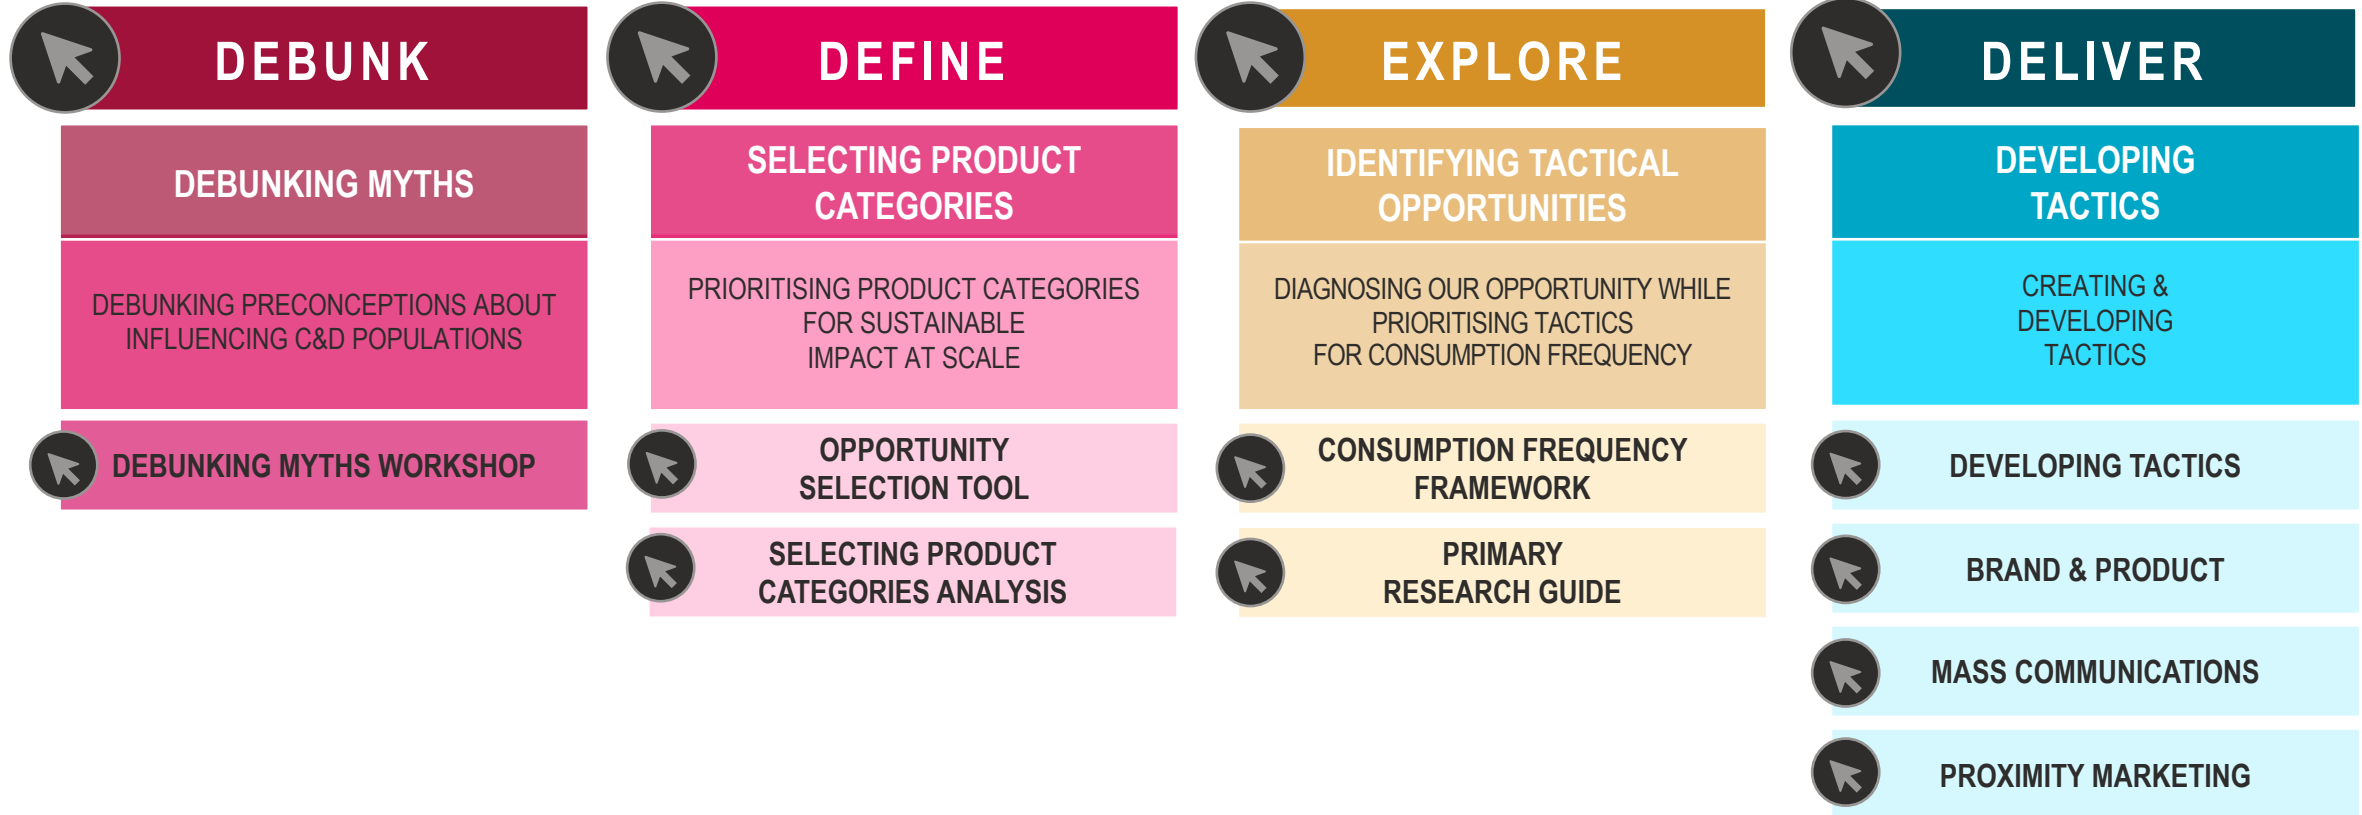 DEBUNK
DEBUNKING MYTHS
DEBUNKING PRECONCEPTIONS ABOUT
INFLUENCING C&D POPULATIONS
DEBUNKING MYTHS WORKSHOP
DEFINE
SELECTING PRODUCT
CATEGORIES
PRIORITISING PRODUCT CATEGORIES
FOR SUSTAINABLE
IMPACT AT SCALE
OPPORTUNITY
SELECTION TOOL
SELECTING PRODUCT
CATEGORIES ANALYSIS
EXPLORE
IDENTIFYING TACTICAL
OPPORTUNITIES
DIAGNOSING OUR OPPORTUNITY WHILE
PRIORITISING TACTICS
FOR CONSUMPTION FREQUENCY
CONSUMPTION FREQUENCY
FRAMEWORK
PRIMARY
RESEARCH GUIDE
DELIVER
DEVELOPING
TACTICS
CREATING &
DEVELOPING
TACTICS
DEVELOPING TACTICS
BRAND & PRODUCT
MASS COMMUNICATIONS
PROXIMITY MARKETING